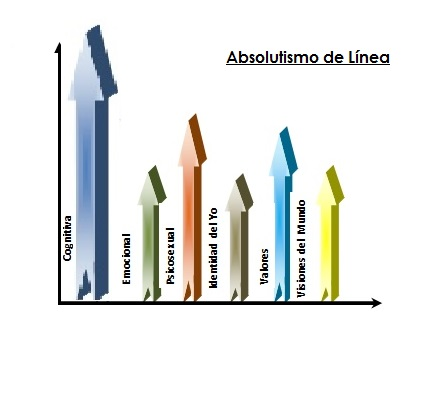 Absolutismo de Línea
Cognitiva
Emocional
Psicosexual
Identidad del Yo
Valores
Visiones del Mundo